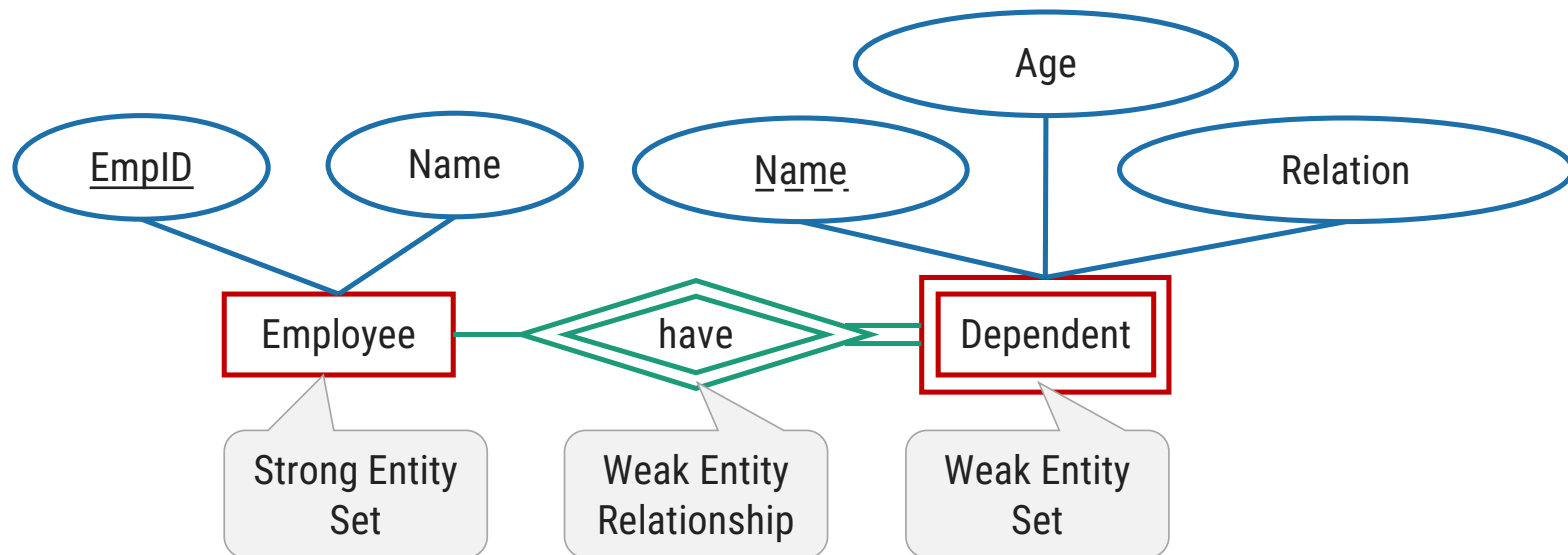 Age
EmpID
Name
Name
Relation
Employee
have
Dependent
Strong Entity
Set
Weak Entity
Relationship
Weak Entity
Set